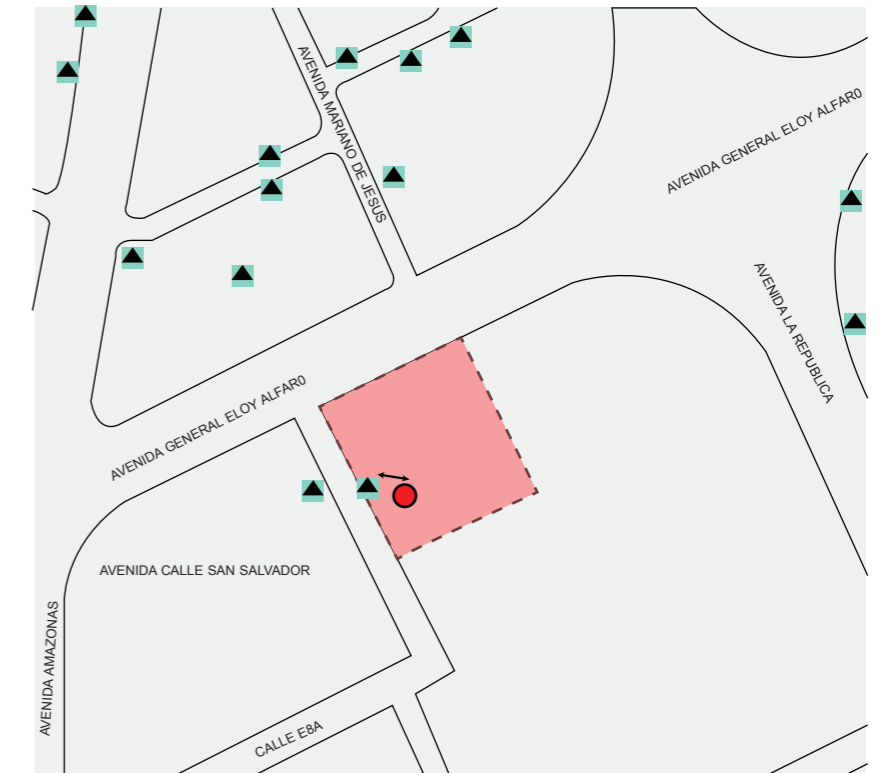 AVENIDA MARIANO DE JESUS
AVENIDA GENERAL ELOY ALFAR0
AVENIDA LA REPUBLICA
AVENIDA GENERAL ELOY ALFAR0
AVENIDA CALLE SAN SALVADOR
AVENIDA AMAZONAS
CALLE E8A